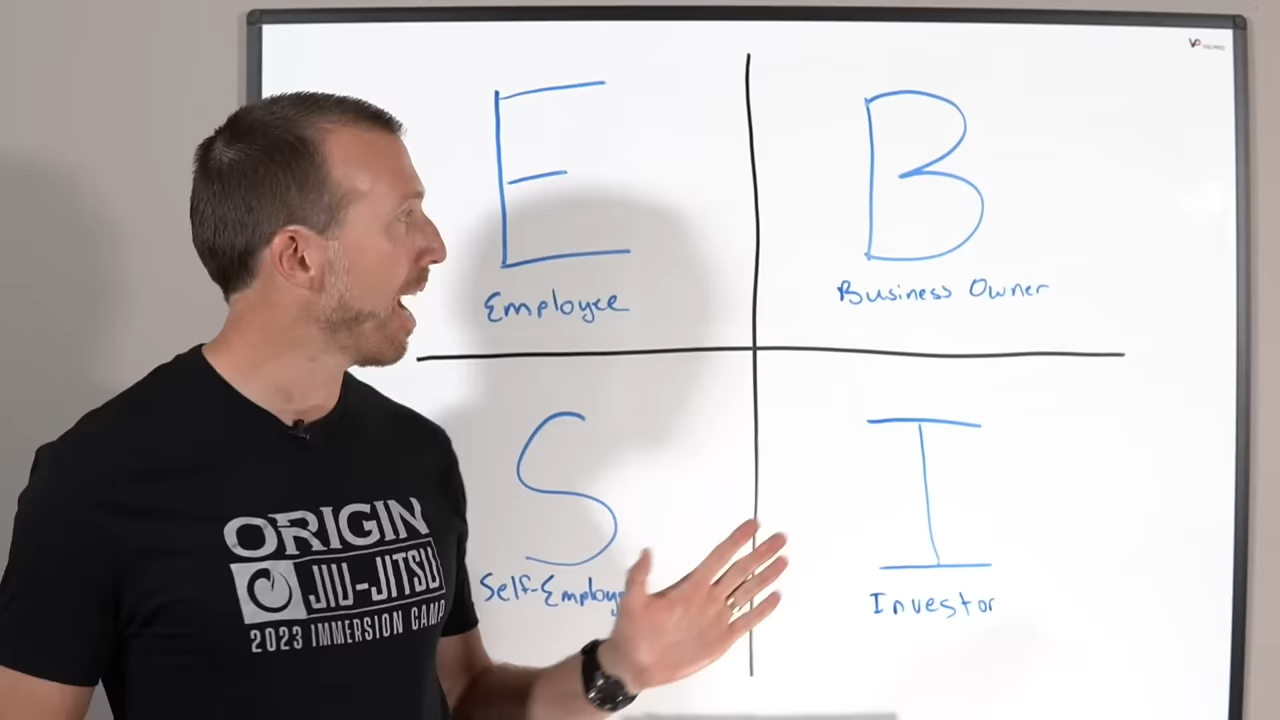 E
Employee
B
Business Owner
S
Self-Employ
I
Investor
ORIGIN
JIU-JITSU
2023 IMMERSION CAMP